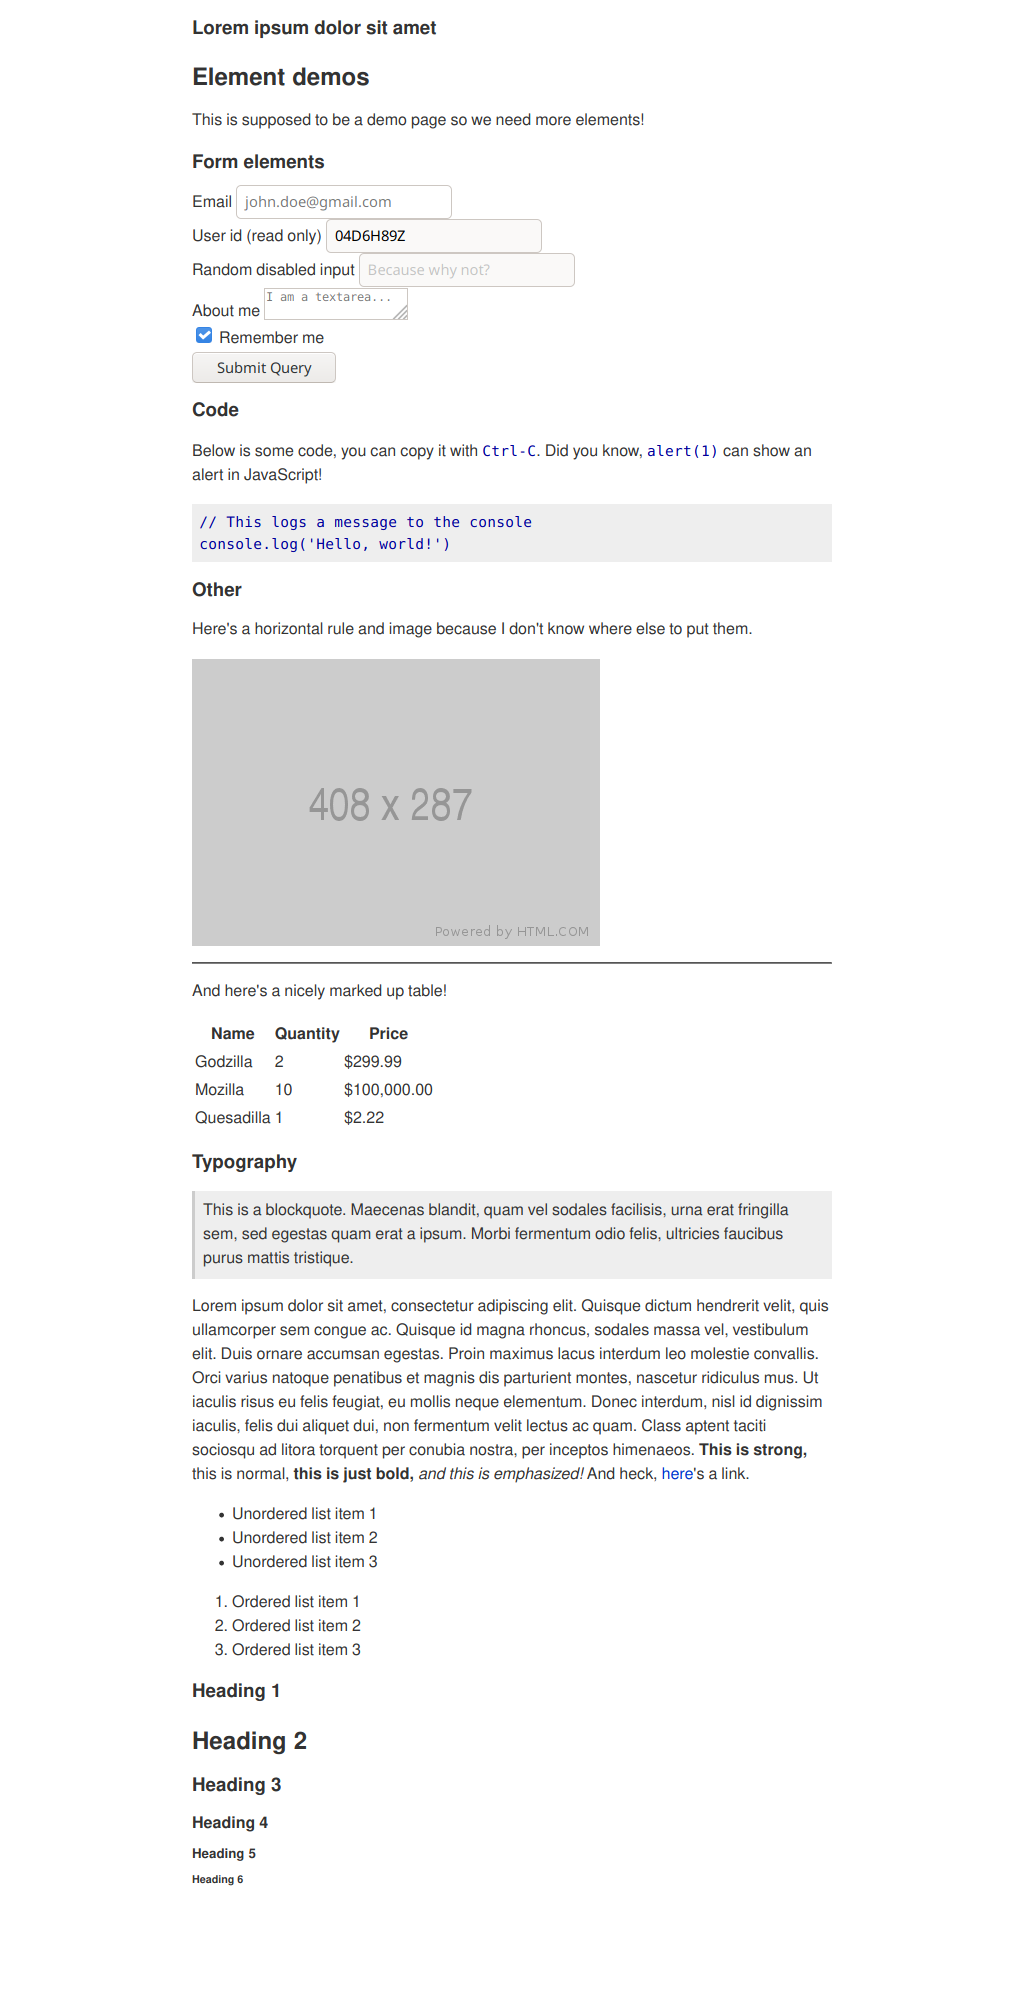 Lorem ipsum dolor sit amet
Element demos
This is supposed to be a demo page so we need more elements!
Form elements
Email john.doe@gmail.com
User id (read only) 04D6H89Z
Random disabled input Because why not?
About me I am a textarea...
Remember me
Submit Query
Code
Below is some code, you can copy it with Ctrl-C. Did you know, alert(1) can show an
alert in JavaScript!
// This logs a message to the console
console.log('Hello, world!')
Other
Here's a horizontal rule and image because I don't know where else to put them.
408 x 287
Powered by HTML.COM
And here's a nicely marked up table!
Name Quantity Price
Godzilla 2 $299.99
Mozilla 10 $100,000.00
Quesadilla 1 $2.22
Typography
This is a blockquote. Maecenas blandit, quam vel sodales facilisis, urna erat fringilla
sem, sed egestas quam erat a ipsum. Morbi fermentum odio felis, ultricies faucibus
purus mattis tristique.
Lorem ipsum dolor sit amet, consectetur adipiscing elit. Quisque dictum hendrerit velit, quis
ullamcorper sem congue ac. Quisque id magna rhoncus, sodales massa vel, vestibulum
elit. Duis ornare accumsan egestas. Proin maximus lacus interdum leo molestie convallis.
Orci varius natoque penatibus et magnis dis parturient montes, nascetur ridiculus mus. Ut
iaculis risus eu felis feugiat, eu mollis neque elementum. Donec interdum, nisl id dignissim
iaculis, felis dui aliquet dui, non fermentum velit lectus ac quam. Class aptent taciti
sociosqu ad litora torquent per conubia nostra, per inceptos himenaeos. This is strong,
this is normal, this is just bold, and this is emphasized! And heck, here's a link.
• Unordered list item 1
• Unordered list item 2
• Unordered list item 3
1. Ordered list item 1
2. Ordered list item 2
3. Ordered list item 3
Heading 1
Heading 2
Heading 3
Heading 4
Heading 5
Heading 6